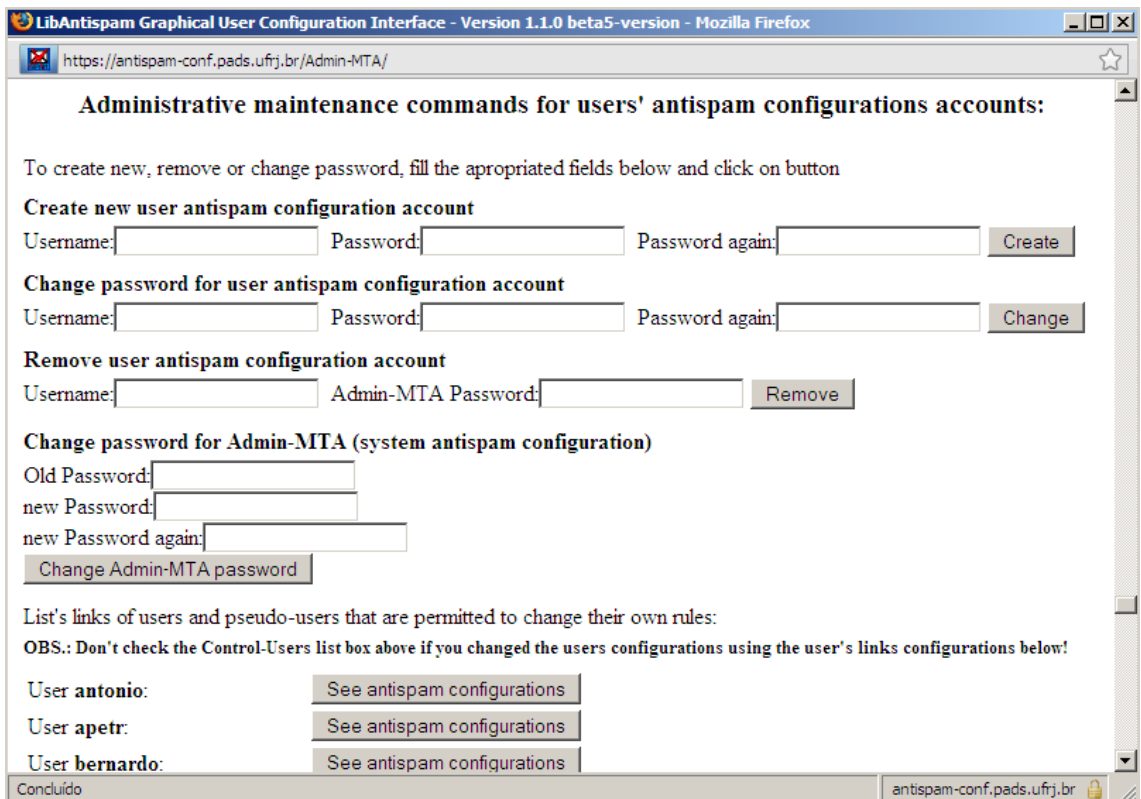 LibAntispam Graphical User Configuration Interface - Version 1.1.0 beta5-version - Mozilla Firefox
https://antispam-conf.pads.ufrj.br/Admin-MTA/
Administrative maintenance commands for users' antispam configurations accounts:
To create new, remove or change password, fill the apropriated fields below and click on button
Create new user antispam configuration account
Username: Password: Password again: Create
Change password for user antispam configuration account
Username: Password: Password again: Change
Remove user antispam configuration account
Username: Admin-MTA Password: Remove
Change password for Admin-MTA (system antispam configuration)
Old Password:
new Password:
new Password again:
Change Admin-MTA password
List's links of users and pseudo-users that are permitted to change their own rules:
OBS.: Don't check the Control-Users list box above if you changed the users configurations using the user's links configurations below!
User antonio: See antispam configurations
User apetr: See antispam configurations
User bernardo: See antispam configurations
Concluído antispam-conf.pads.ufrj.br